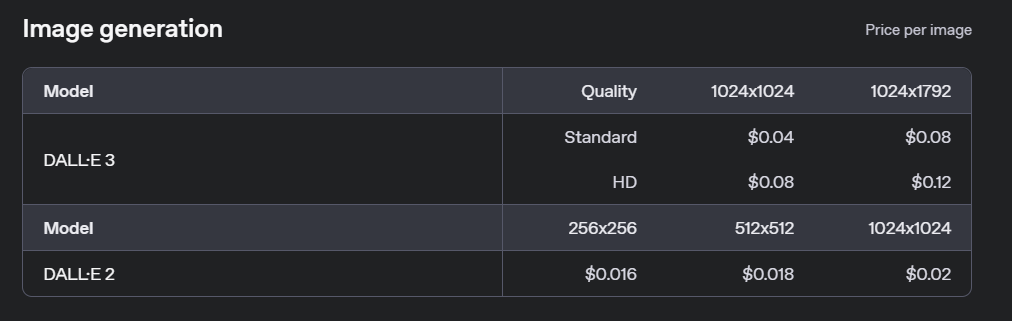 Image generation
Price per image
Model Quality 1024x1024 1024x1792
DALL·E 3
Standard $0.04 $0.08
HD $0.08 $0.12
Model 256x256 512x512 1024x1024
DALL·E 2 $0.016 $0.018 $0.02